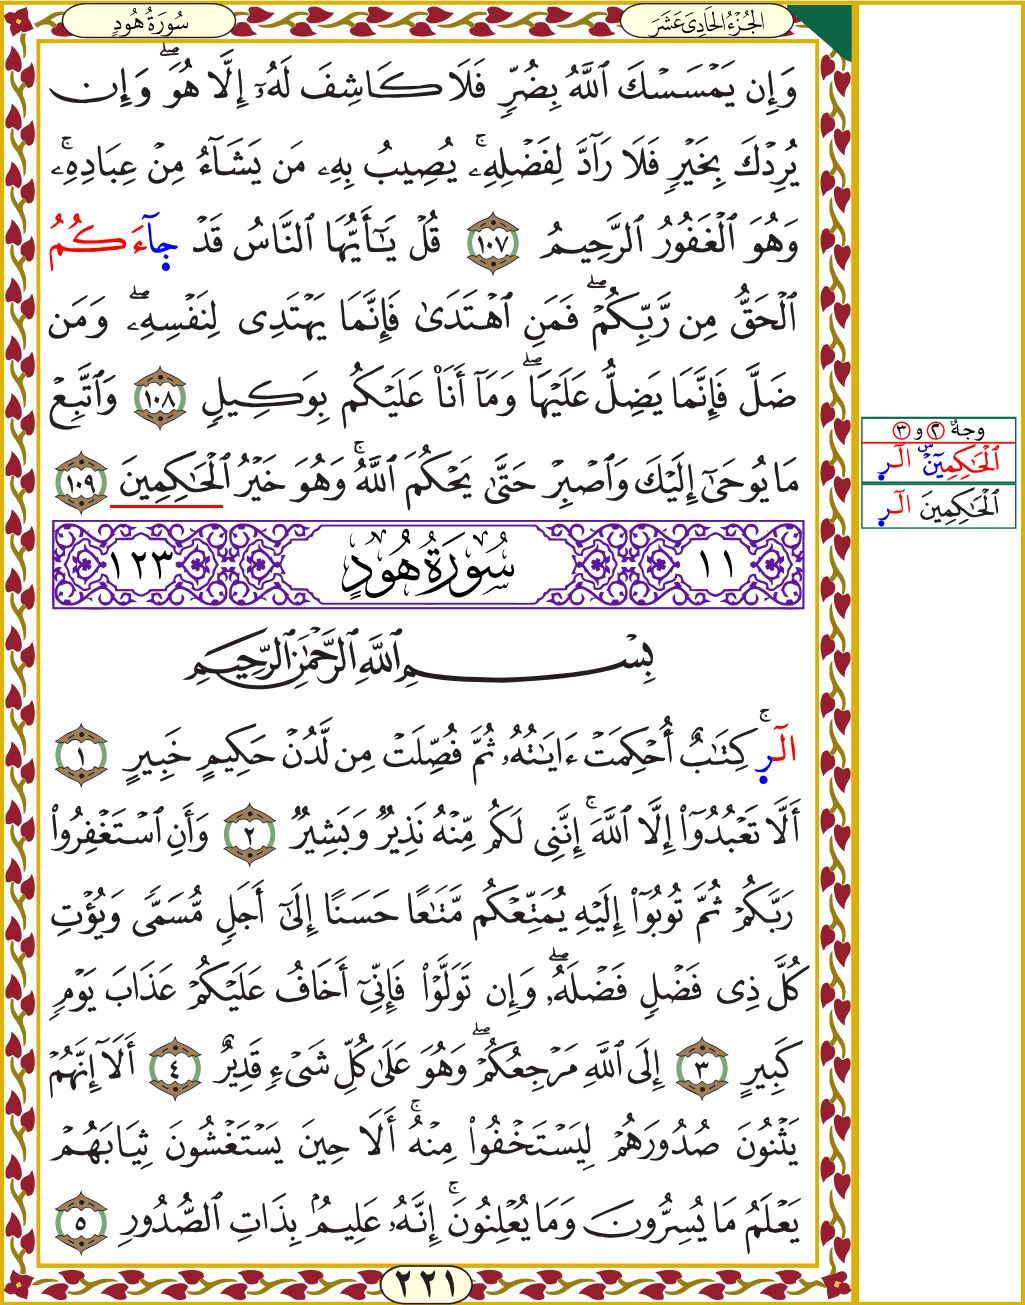 الجُزْءُ الحَادِىَ عَشَرَ
سُورَةُ هُودٍ
وَإِن يَمْسَسْكَ ٱللَّهُ بِضُرٍّ فَلَا كَاشِفَ لَهُۥٓ إِلَّا هُوَ ۖ وَإِن
يُرِدْكَ بِخَيْرٍ فَلَا رَآدَّ لِفَضْلِهِۦ ۚ يُصِيبُ بِهِۦ مَن يَشَآءُ مِنْ عِبَادِهِۦ ۚ
وَهُوَ ٱلْغَفُورُ ٱلرَّحِيمُ ١٠٧ قُلْ يَـٰٓأَيُّهَا ٱلنَّاسُ قَدْ جآءَكُمُ
ٱلْحَقُّ مِن رَّبِّكُمْ ۖ فَمَنِ ٱهْتَدَىٰ فَإِنَّمَا يَهْتَدِى لِنَفْسِهِۦ ۖ وَمَن
ضَلَّ فَإِنَّمَا يَضِلُّ عَلَيْهَا ۖ وَمَآ أَنَا۠ عَلَيْكُم بِوَكِيلٍ ١٠٨ وَٱتَّبِعْ
مَا يُوحَىٰٓ إِلَيْكَ وَٱصْبِرْ حَتَّىٰ يَحْكُمَ ٱللَّهُ ۚ وَهُوَ خَيْرُ ٱلْحَـٰكِمِينَ ١٠٩
١١ سُورَةُ هُودٍ ١٢٣
بِسْمِ ٱللَّهِ ٱلرَّحْمَـٰنِ ٱلرَّحِيمِ
الٓر ۚ كِتَـٰبٌ أُحْكِمَتْ ءَايَـٰتُهُۥ ثُمَّ فُصِّلَتْ مِن لَّدُنْ حَكِيمٍ خَبِيرٍ ١
أَلَّا تَعْبُدُوٓا۟ إِلَّا ٱللَّهَ ۚ إِنَّنِى لَكُم مِّنْهُ نَذِيرٌ وَبَشِيرٌ ٢ وَأَنِ ٱسْتَغْفِرُوا۟
رَبَّكُمْ ثُمَّ تُوبُوٓا۟ إِلَيْهِ يُمَتِّعْكُم مَّتَـٰعًا حَسَنًا إِلَىٰٓ أَجَلٍ مُّسَمًّى وَيُؤْتِ
كُلَّ ذِى فَضْلٍ فَضْلَهُۥ ۖ وَإِن تَوَلَّوْا۟ فَإِنِّىٓ أَخَافُ عَلَيْكُمْ عَذَابَ يَوْمٍ
كَبِيرٍ ٣ إِلَى ٱللَّهِ مَرْجِعُكُمْ ۖ وَهُوَ عَلَىٰ كُلِّ شَىْءٍ قَدِيرٌ ٤ أَلَآ إِنَّهُمْ
يَثْنُونَ صُدُورَهُمْ لِيَسْتَخْفُوا۟ مِنْهُ ۚ أَلَا حِينَ يَسْتَغْشُونَ ثِيَابَهُمْ
يَعْلَمُ مَا يُسِرُّونَ وَمَا يُعْلِنُونَ ۚ إِنَّهُۥ عَلِيمٌۢ بِذَاتِ ٱلصُّدُورِ ٥
٢٢١
وجهٌ ٢ و ٣
ٱلْحَـٰكِمِينَ ۜ الٓر
ٱلْحَـٰكِمِينَ الٓر